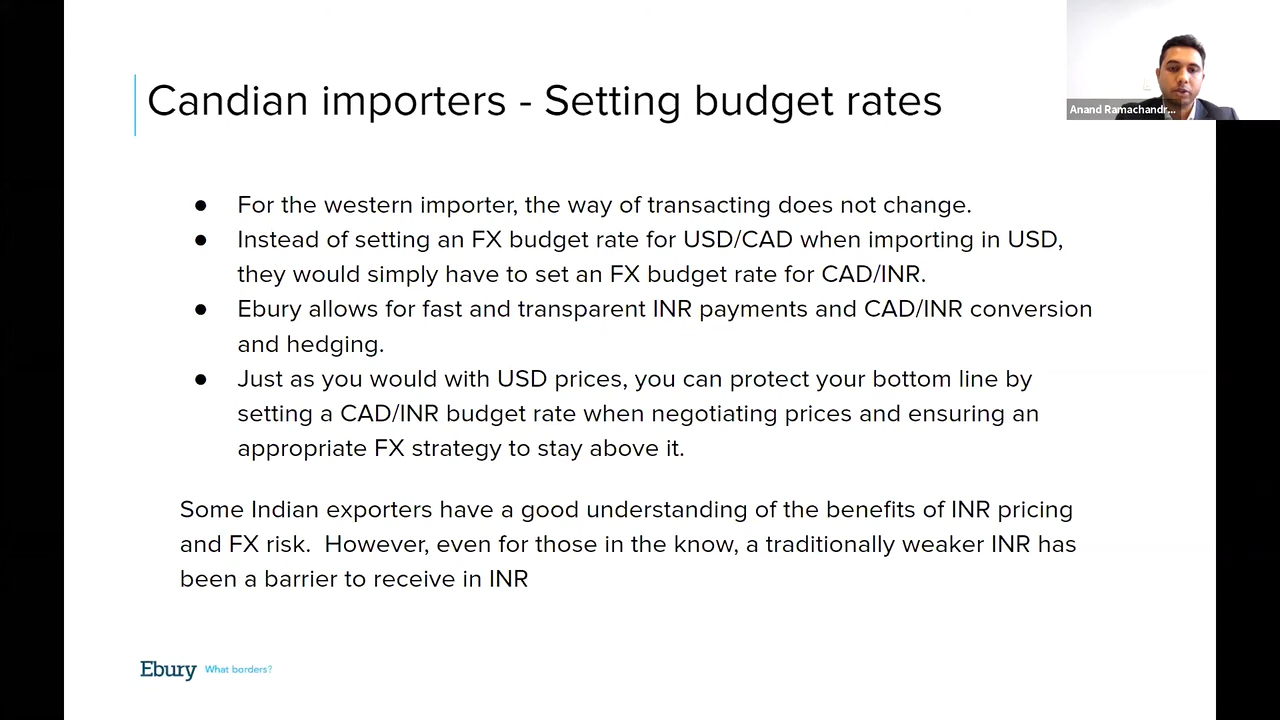 Candian importers - Setting budget rates
Anand Ramachandr...
● For the western importer, the way of transacting does not change.
● Instead of setting an FX budget rate for USD/CAD when importing in USD,
they would simply have to set an FX budget rate for CAD/INR.
● Ebury allows for fast and transparent INR payments and CAD/INR conversion
and hedging.
● Just as you would with USD prices, you can protect your bottom line by
setting a CAD/INR budget rate when negotiating prices and ensuring an
appropriate FX strategy to stay above it.
Some Indian exporters have a good understanding of the benefits of INR pricing
and FX risk.  However, even for those in the know, a traditionally weaker INR has
been a barrier to receive in INR
Ebury What borders?